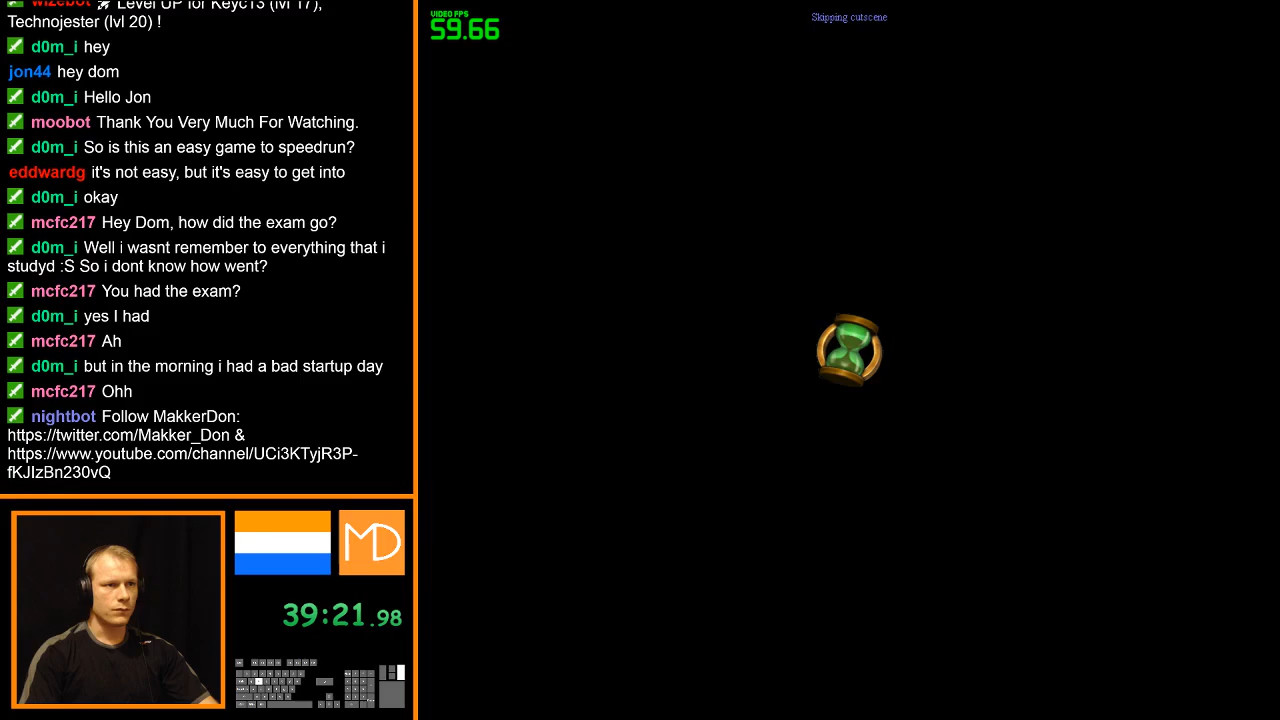 wizebot 🚀 Level UP for Keyc13 (lvl 17),
Technojester (lvl 20) !
d0m_i hey
jon44 hey dom
d0m_i Hello Jon
moobot Thank You Very Much For Watching.
d0m_i So is this an easy game to speedrun?
eddwardg it's not easy, but it's easy to get into
d0m_i okay
mcfc217 Hey Dom, how did the exam go?
d0m_i Well i wasnt remember to everything that i
studyd :S So i dont know how went?
mcfc217 You had the exam?
d0m_i yes I had
mcfc217 Ah
d0m_i but in the morning i had a bad startup day
mcfc217 Ohh
nightbot Follow MakkerDon:
https://twitter.com/Makker_Don &
https://www.youtube.com/channel/UCi3KTyjR3P-
fKJIzBn230vQ
MD
39:21.98
VIDEO FPS
59.66
Skipping cutscene